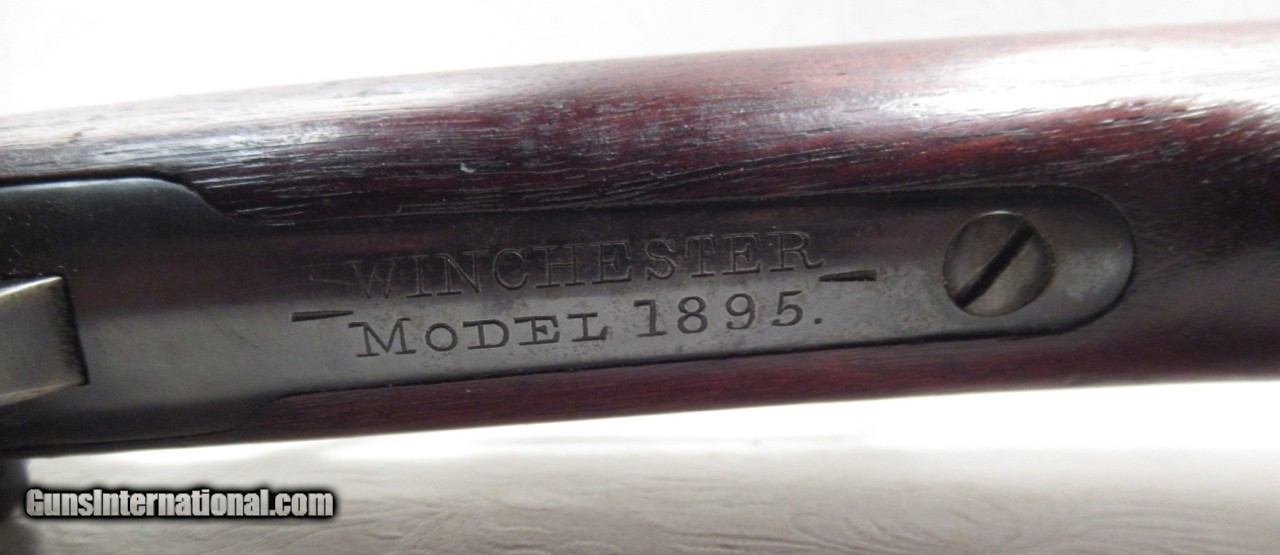 WINCHESTER
MODEL 1895.
GunsInternational.com